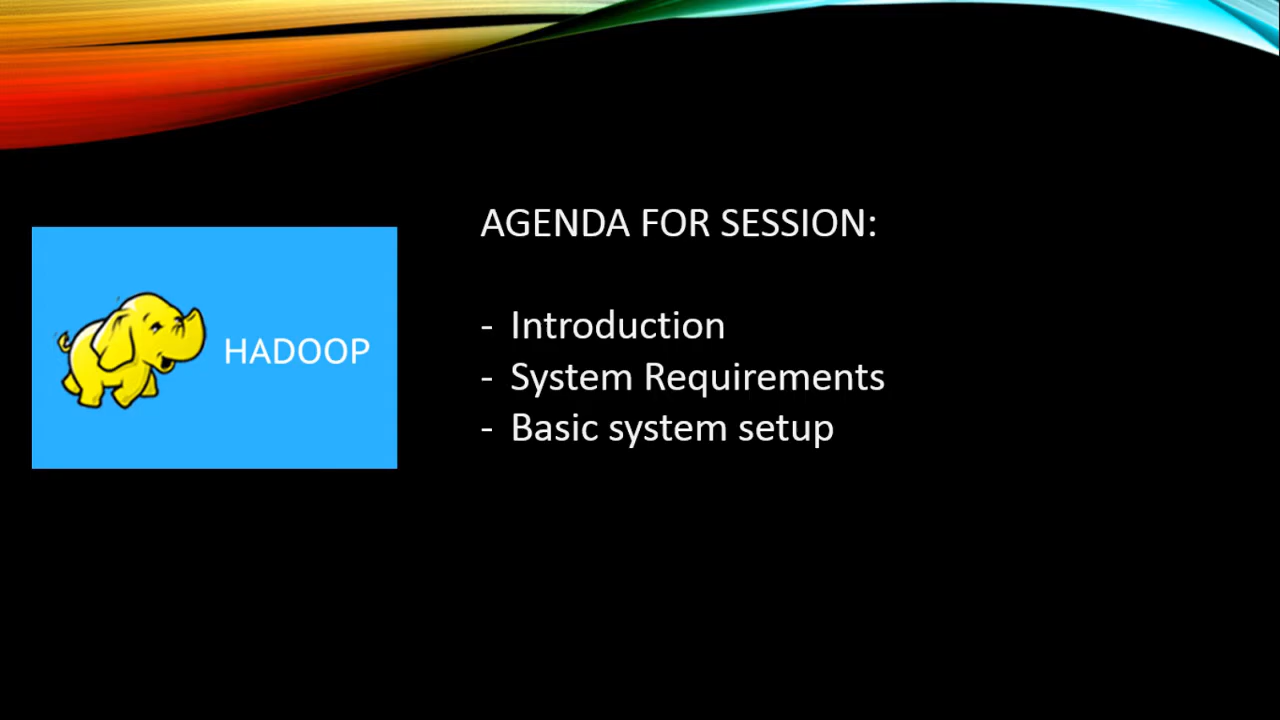 AGENDA FOR SESSION:
HADOOP
- Introduction
- System Requirements
- Basic system setup